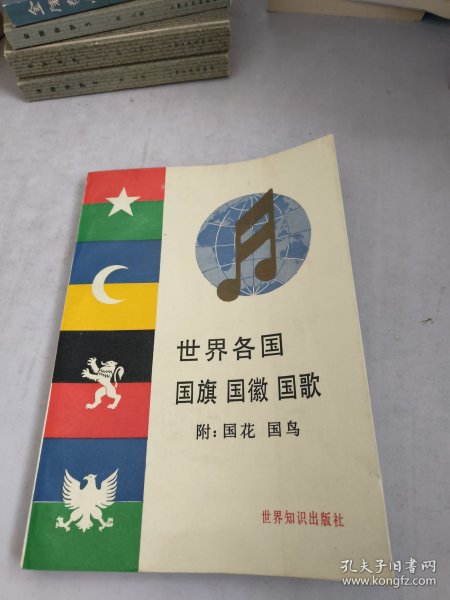 世界各国
国旗 国徽 国歌
附：国花 国鸟
世界知识出版社
孔夫子旧书网
www.kongfz.com